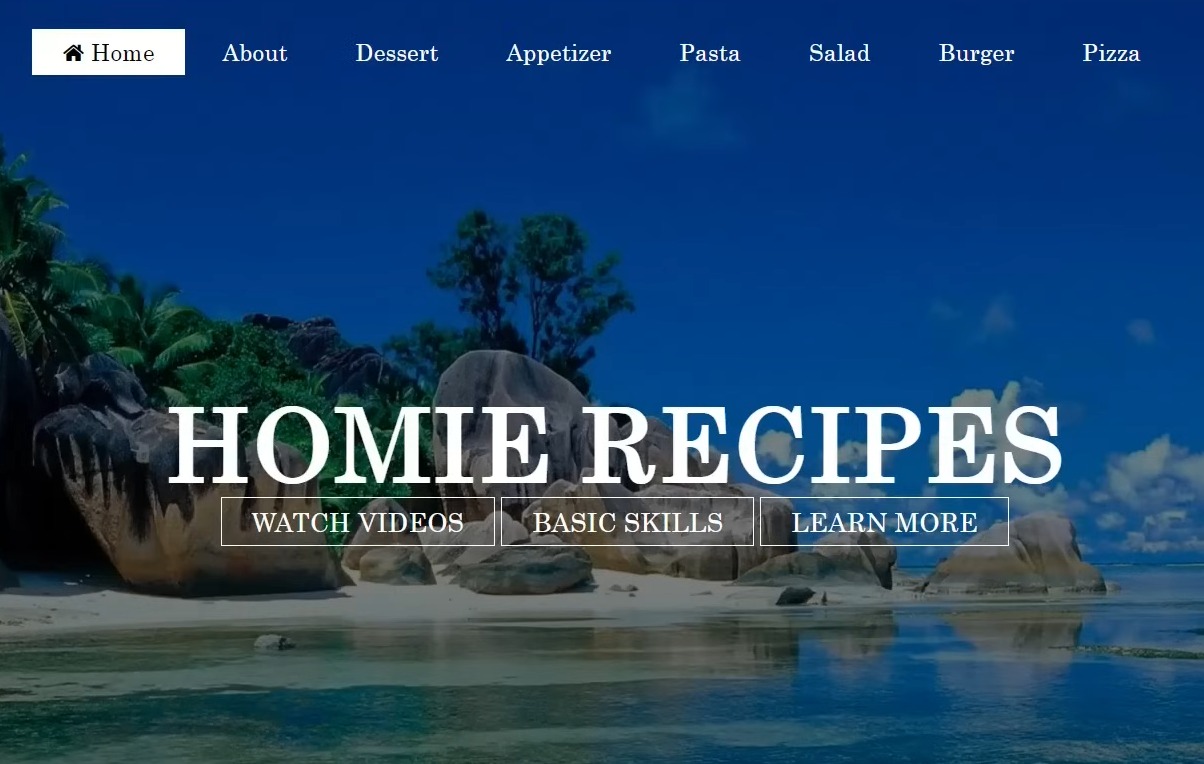 Home About Dessert Appetizer Pasta Salad Burger Pizza
HOMIE RECIPES
WATCH VIDEOS BASIC SKILLS LEARN MORE